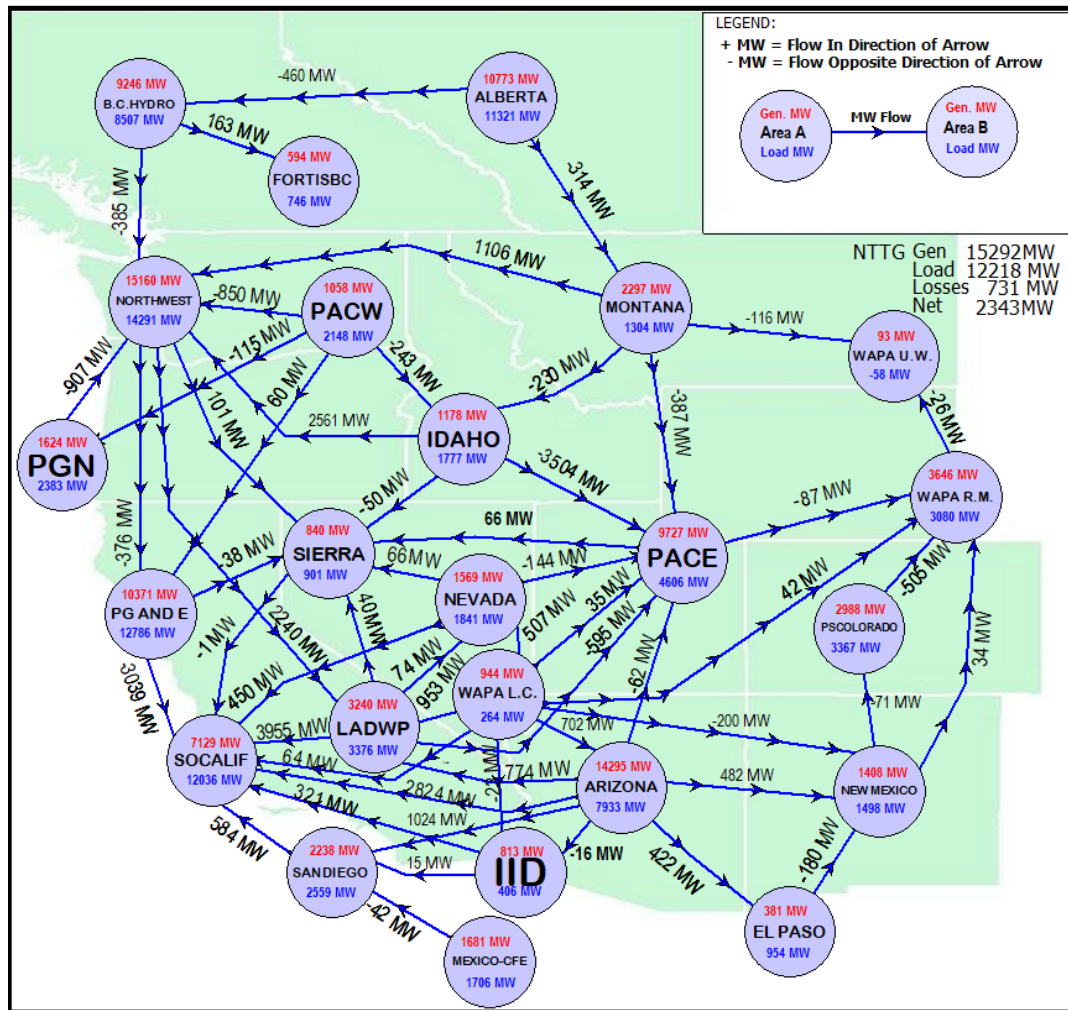 LEGEND:
+ MW = Flow In Direction of Arrow
- MW = Flow Opposite Direction of Arrow
Gen. MW
Area A
Load MW
MW Flow
Gen. MW
Area B
Load MW
NTTG Gen 15292MW
Load 12218 MW
Losses 731 MW
Net 2343MW
9246 MW
B.C.HYDRO
8507 MW
-460 MW
10773 MW
ALBERTA
11321 MW
163 MW
594 MW
FORTISBC
746 MW
-385 MW
-314 MW
1106 MW
15160 MW
NORTHWEST
14291 MW
-850 MW
1058 MW
PACW
2148 MW
2297 MW
MONTANA
1304 MW
-116 MW
93 MW
WAPA U.W.
-58 MW
-115 MW
-243 MW
-230 MW
-387 MW
-26 MW
-907 MW
101 MW
60 MW
2561 MW
1178 MW
IDAHO
1777 MW
1624 MW
PGN
2383 MW
-3504 MW
-50 MW
-87 MW
3646 MW
WAPA R.M.
3080 MW
-376 MW
-38 MW
840 MW
SIERRA
901 MW
66 MW
66 MW
-144 MW
9727 MW
PACE
4606 MW
-505 MW
10371 MW
PG AND E
12786 MW
1569 MW
NEVADA
1841 MW
507 MW
35 MW
-595 MW
42 MW
2988 MW
PSCOLORADO
3367 MW
34 MW
-1 MW
2240 MW
40 MW
74 MW
953 MW
-62 MW
-3039 MW
450 MW
944 MW
WAPA L.C.
264 MW
702 MW
-200 MW
-71 MW
3240 MW
LADWP
3376 MW
3955 MW
7129 MW
SOCALIF
12036 MW
64 MW
774 MW
14295 MW
ARIZONA
7933 MW
482 MW
1408 MW
NEW MEXICO
1498 MW
2824 MW
321 MW
1024 MW
584 MW
2238 MW
SANDIEGO
2559 MW
15 MW
813 MW
IID
406 MW
-16 MW
422 MW
-180 MW
-42 MW
381 MW
EL PASO
954 MW
1681 MW
MEXICO-CFE
1706 MW